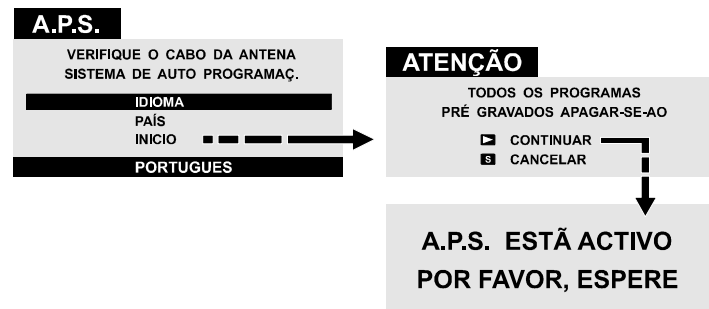 A.P.S.
VERIFIQUE O CABO DA ANTENA
SISTEMA DE AUTO PROGRAMAÇ.
IDIOMA
PAÍS
INICIO
PORTUGUES
ATENÇÃO
TODOS OS PROGRAMAS
PRÉ GRAVADOS APAGAR-SE-AO
CONTINUAR
S CANCELAR
A.P.S. ESTÃ ACTIVO
POR FAVOR, ESPERE